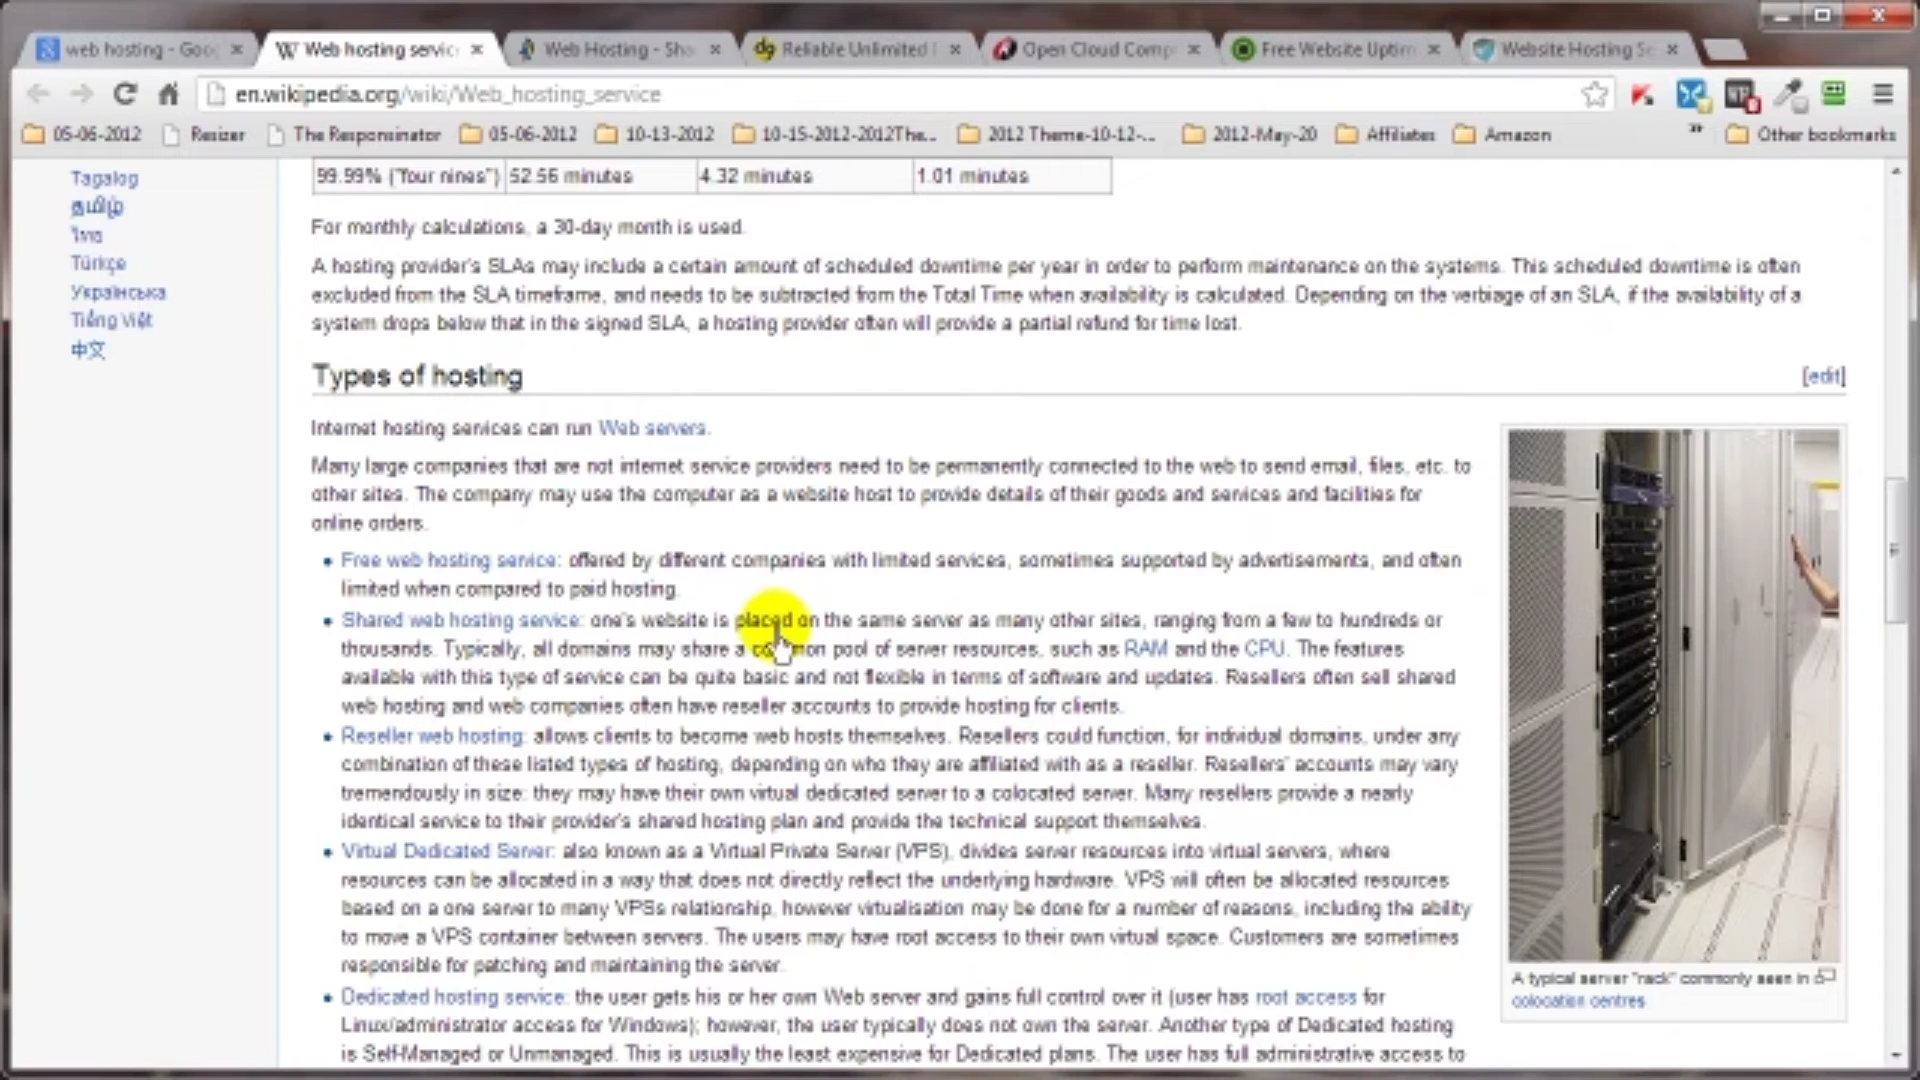 web hosting - Goo
Web hosting servic
Web Hosting - Sha
Reliable Unlimited
Open Cloud Comp
Free Website Uptim
Website Hosting Se
en.wikipedia.org/wiki/Web_hosting_service
05-06-2012
Resizer
The Responsinator
05-06-2012
10-13-2012
10-15-2012-2012The...
2012 Theme-10-12-...
2012-May-20
Affiliates
Amazon
Other bookmarks
Tagalog
தமிழ்
ไทย
Türkçe
Українська
Tiếng Việt
中文
99.99% ("four nines") 52.56 minutes 4.32 minutes 1.01 minutes
For monthly calculations, a 30-day month is used.
A hosting provider's SLAs may include a certain amount of scheduled downtime per year in order to perform maintenance on the systems. This scheduled downtime is often
excluded from the SLA timeframe, and needs to be subtracted from the Total Time when availability is calculated. Depending on the verbiage of an SLA, if the availability of a
system drops below that in the signed SLA, a hosting provider often will provide a partial refund for time lost.
Types of hosting [edit]
Internet hosting services can run Web servers.
Many large companies that are not internet service providers need to be permanently connected to the web to send email, files, etc. to
other sites. The company may use the computer as a website host to provide details of their goods and services and facilities for
online orders.
• Free web hosting service: offered by different companies with limited services, sometimes supported by advertisements, and often
limited when compared to paid hosting.
• Shared web hosting service: one's website is placed on the same server as many other sites, ranging from a few to hundreds or
thousands. Typically, all domains may share a common pool of server resources, such as RAM and the CPU. The features
available with this type of service can be quite basic and not flexible in terms of software and updates. Resellers often sell shared
web hosting and web companies often have reseller accounts to provide hosting for clients.
• Reseller web hosting: allows clients to become web hosts themselves. Resellers could function, for individual domains, under any
combination of these listed types of hosting, depending on who they are affiliated with as a reseller. Resellers' accounts may vary
tremendously in size: they may have their own virtual dedicated server to a colocated server. Many resellers provide a nearly
identical service to their provider's shared hosting plan and provide the technical support themselves.
• Virtual Dedicated Server: also known as a Virtual Private Server (VPS), divides server resources into virtual servers, where
resources can be allocated in a way that does not directly reflect the underlying hardware. VPS will often be allocated resources
based on a one server to many VPSs relationship, however virtualisation may be done for a number of reasons, including the ability
to move a VPS container between servers. The users may have root access to their own virtual space. Customers are sometimes
responsible for patching and maintaining the server.
• Dedicated hosting service: the user gets his or her own Web server and gains full control over it (user has root access for
Linux/administrator access for Windows); however, the user typically does not own the server. Another type of Dedicated hosting
is Self-Managed or Unmanaged. This is usually the least expensive for Dedicated plans. The user has full administrative access to
A typical server "rack" commonly seen in
colocation centres